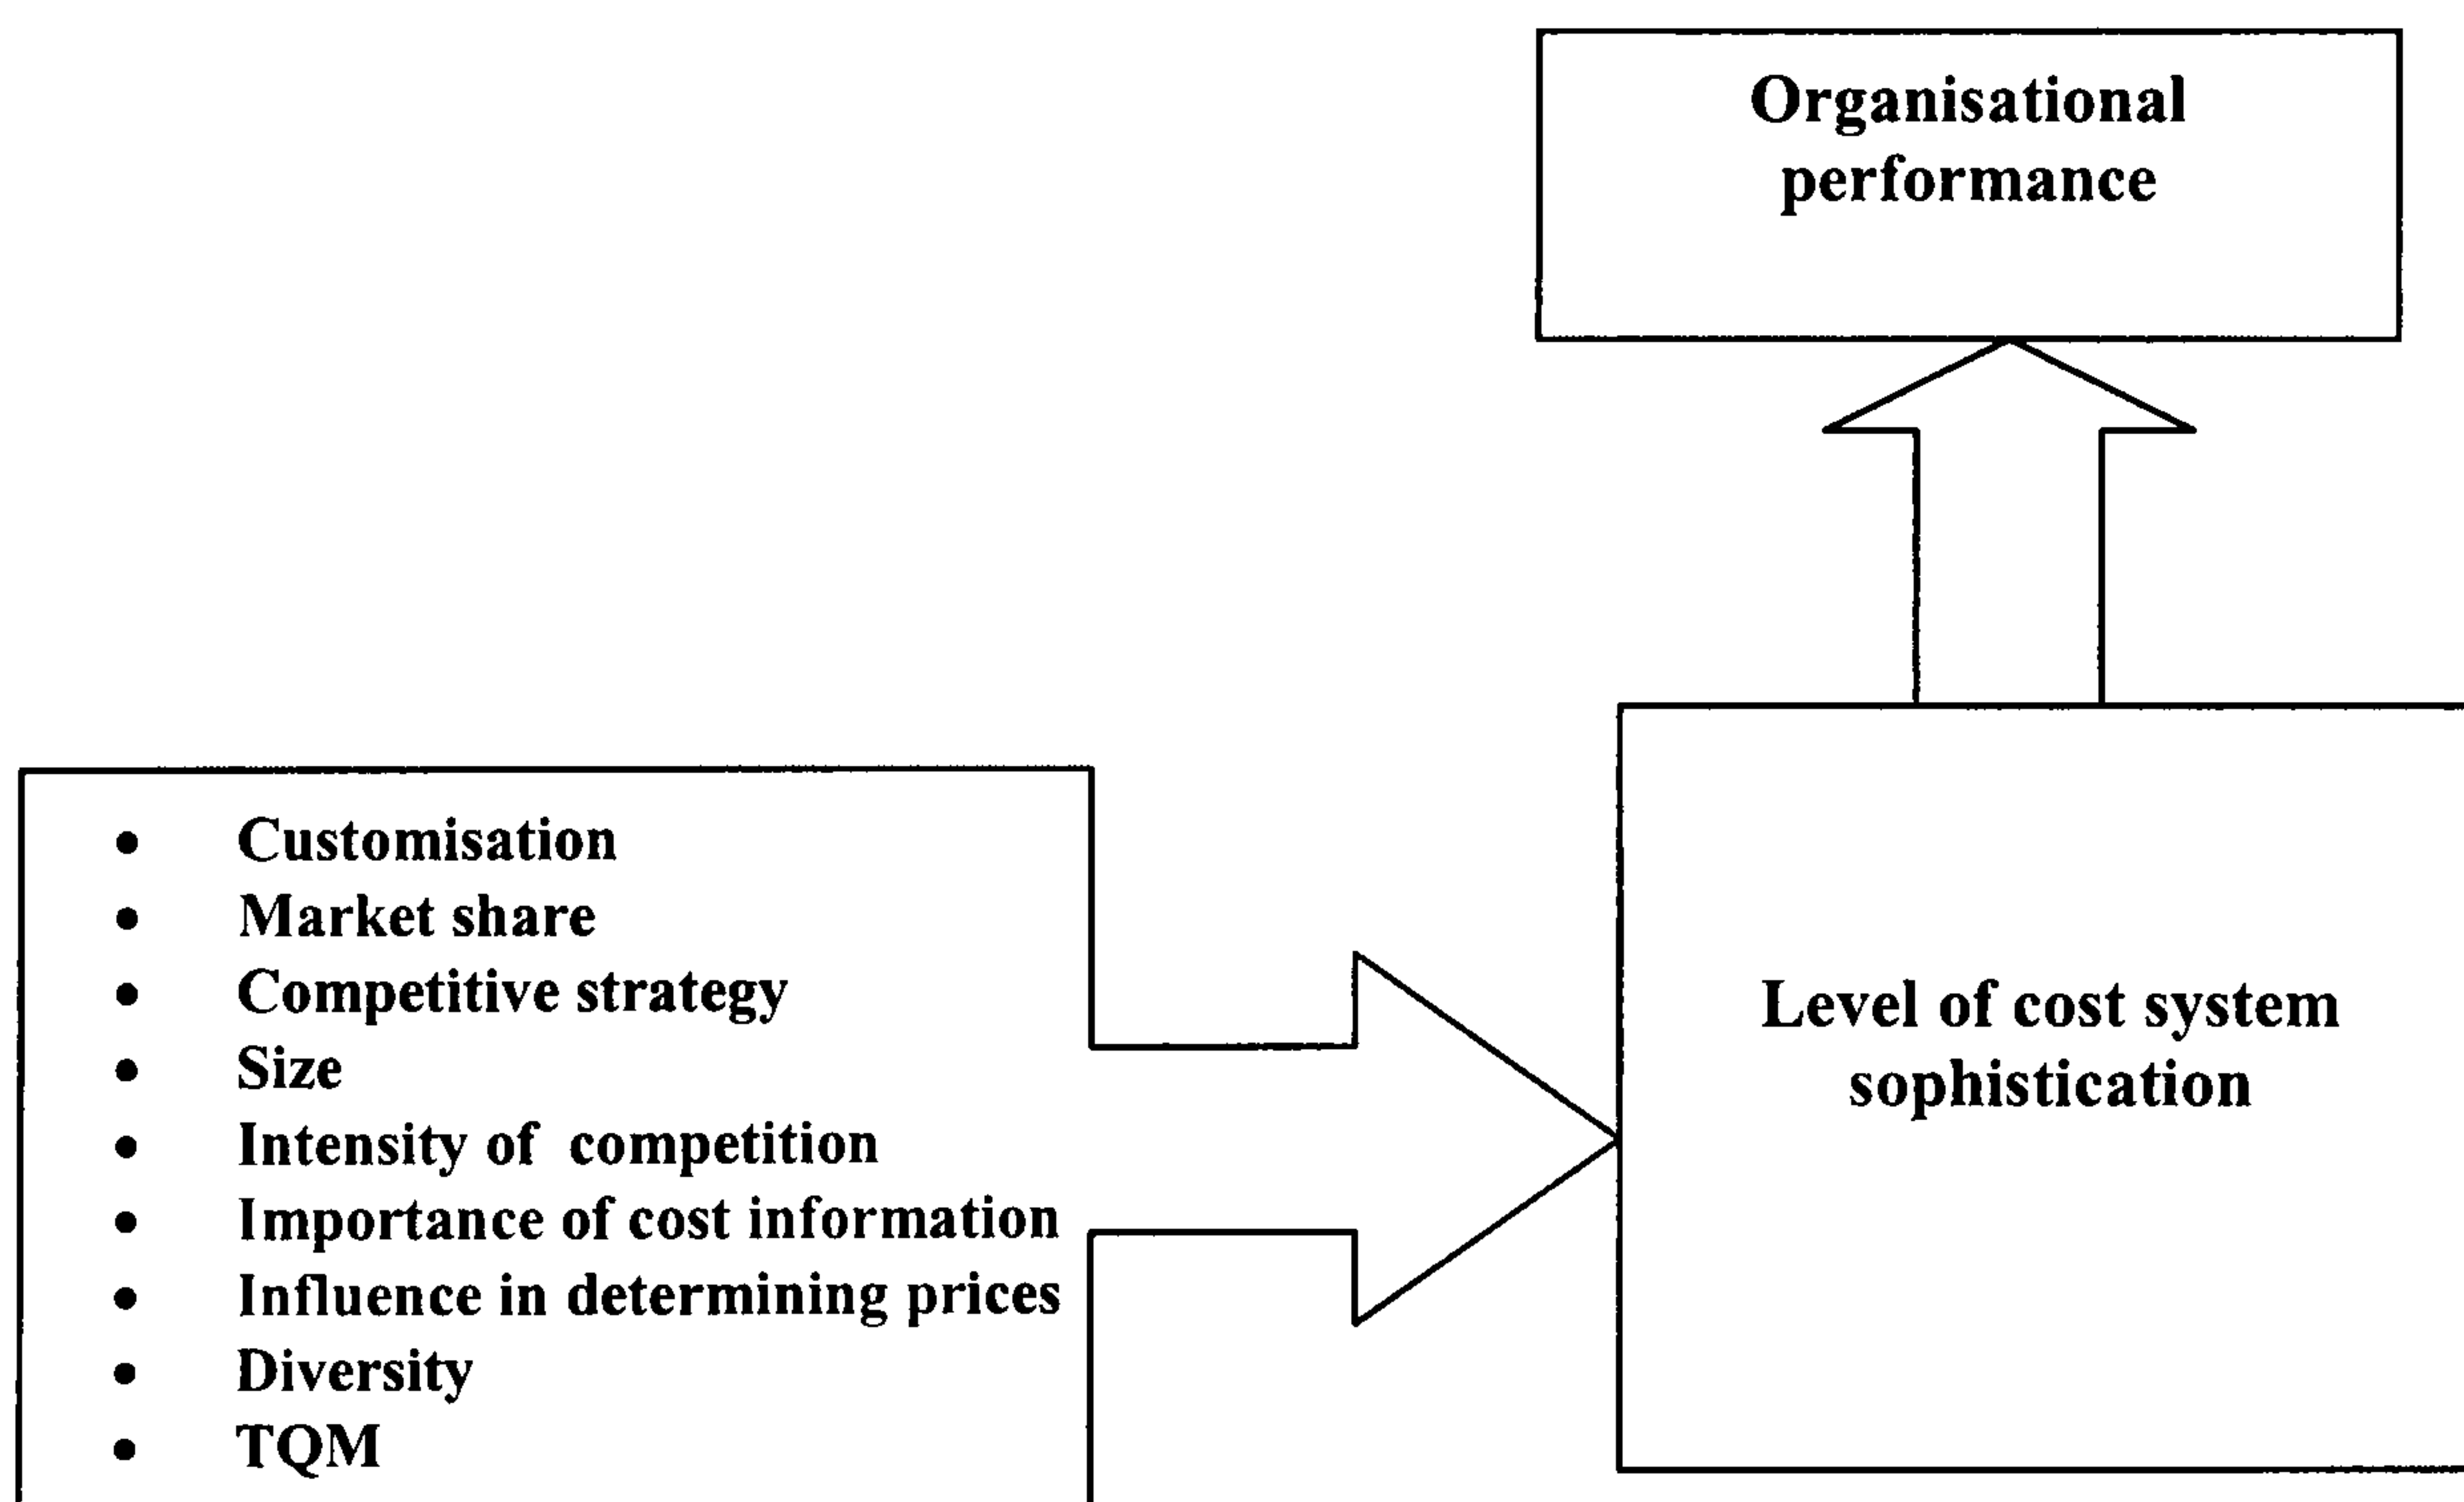 Organisational
performance
• Customisation
• Market share
• Competitive strategy
• Size
• Intensity of competition
• Importance of cost information
• Influence in determining prices
• Diversity
• TQM
Level of cost system
sophistication